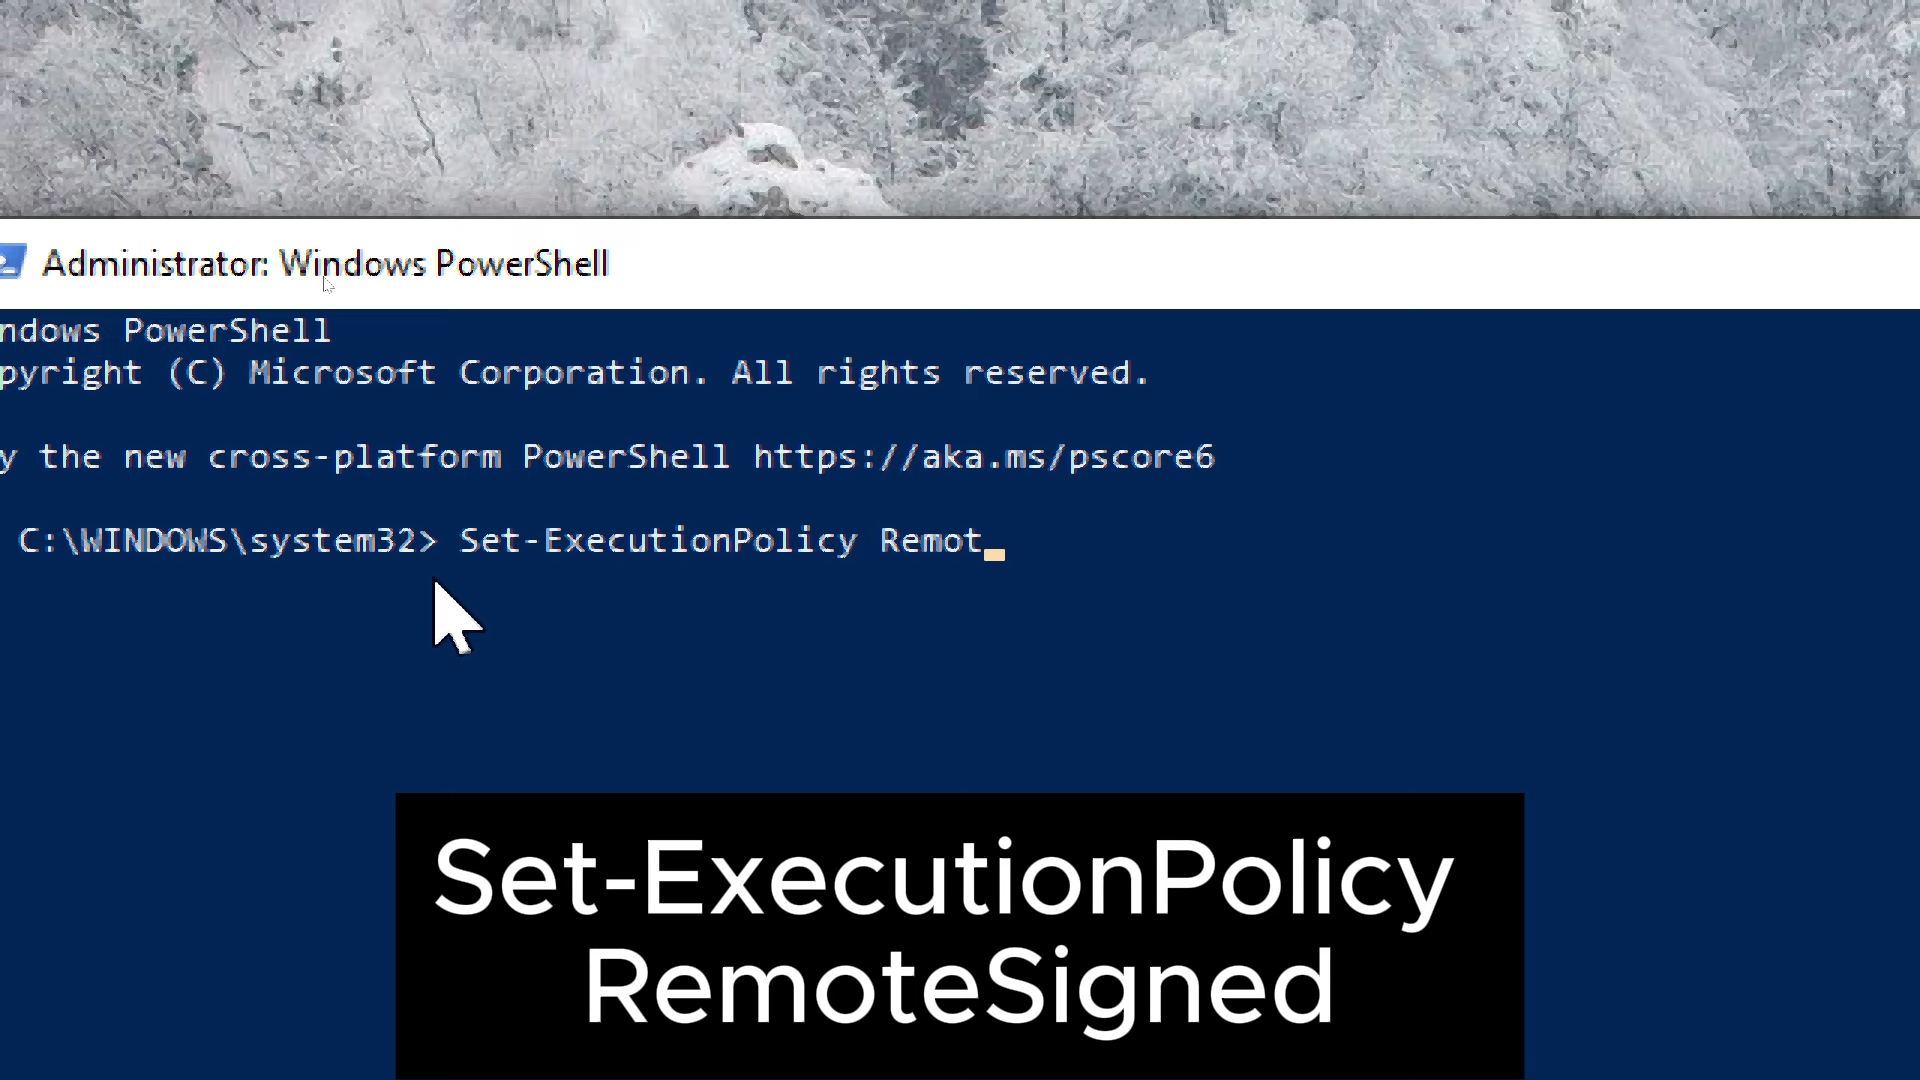 Administrator: Windows PowerShell
ndows PowerShell
pyright (C) Microsoft Corporation. All rights reserved.
y the new cross-platform PowerShell https://aka.ms/pscore6
C:\WINDOWS\system32> Set-ExecutionPolicy Remot
Set-ExecutionPolicy
RemoteSigned